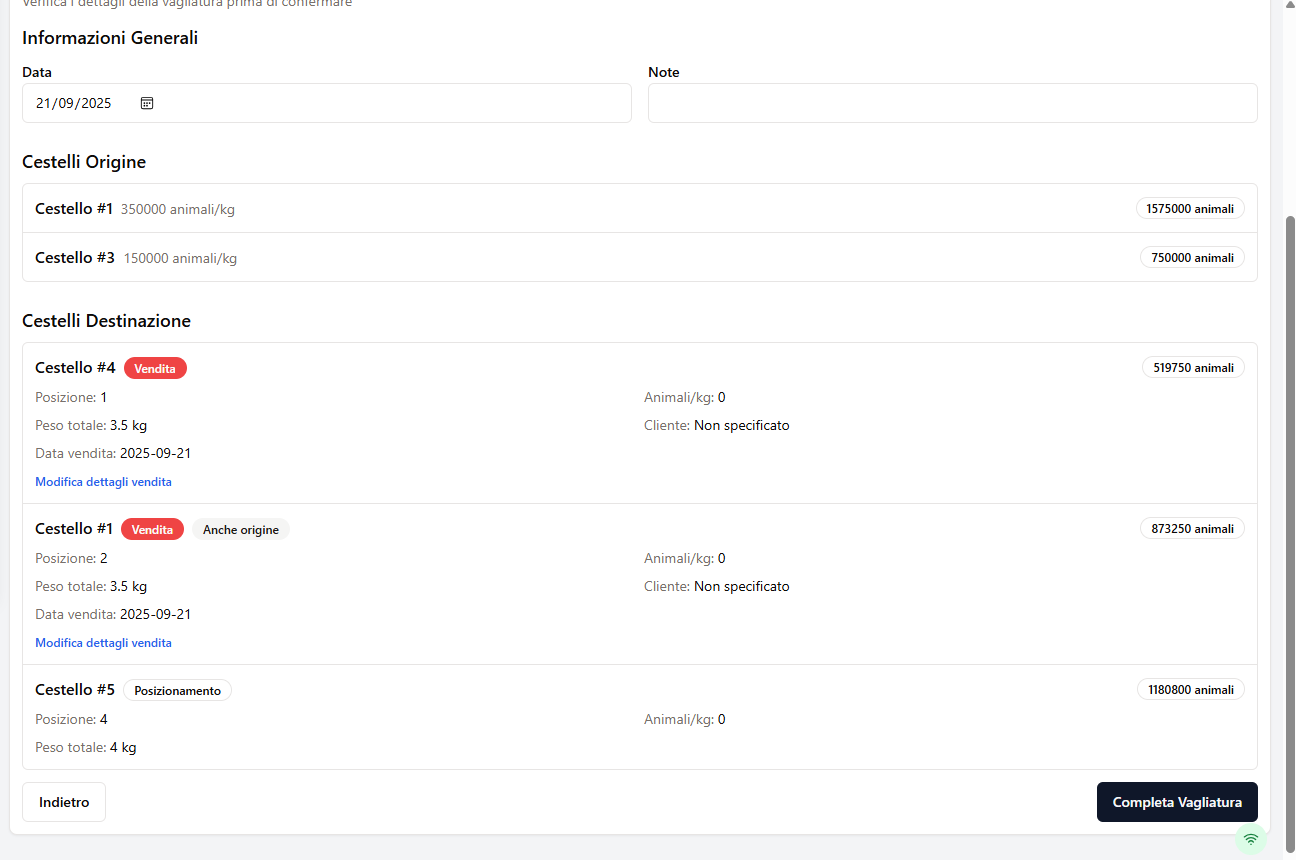 Verifica i dettagli della vagliatura prima di confermare
Informazioni Generali
Data
Note
21/09/2025
Cestelli Origine
Cestello #1 350000 animali/kg 1575000 animali
Cestello #3 150000 animali/kg 750000 animali
Cestelli Destinazione
Cestello #4 Vendita 519750 animali
Posizione: 1 Animali/kg: 0
Peso totale: 3.5 kg Cliente: Non specificato
Data vendita: 2025-09-21
Modifica dettagli vendita
Cestello #1 Vendita Anche origine 873250 animali
Posizione: 2 Animali/kg: 0
Peso totale: 3.5 kg Cliente: Non specificato
Data vendita: 2025-09-21
Modifica dettagli vendita
Cestello #5 Posizionamento 1180800 animali
Posizione: 4 Animali/kg: 0
Peso totale: 4 kg
Indietro Completa Vagliatura